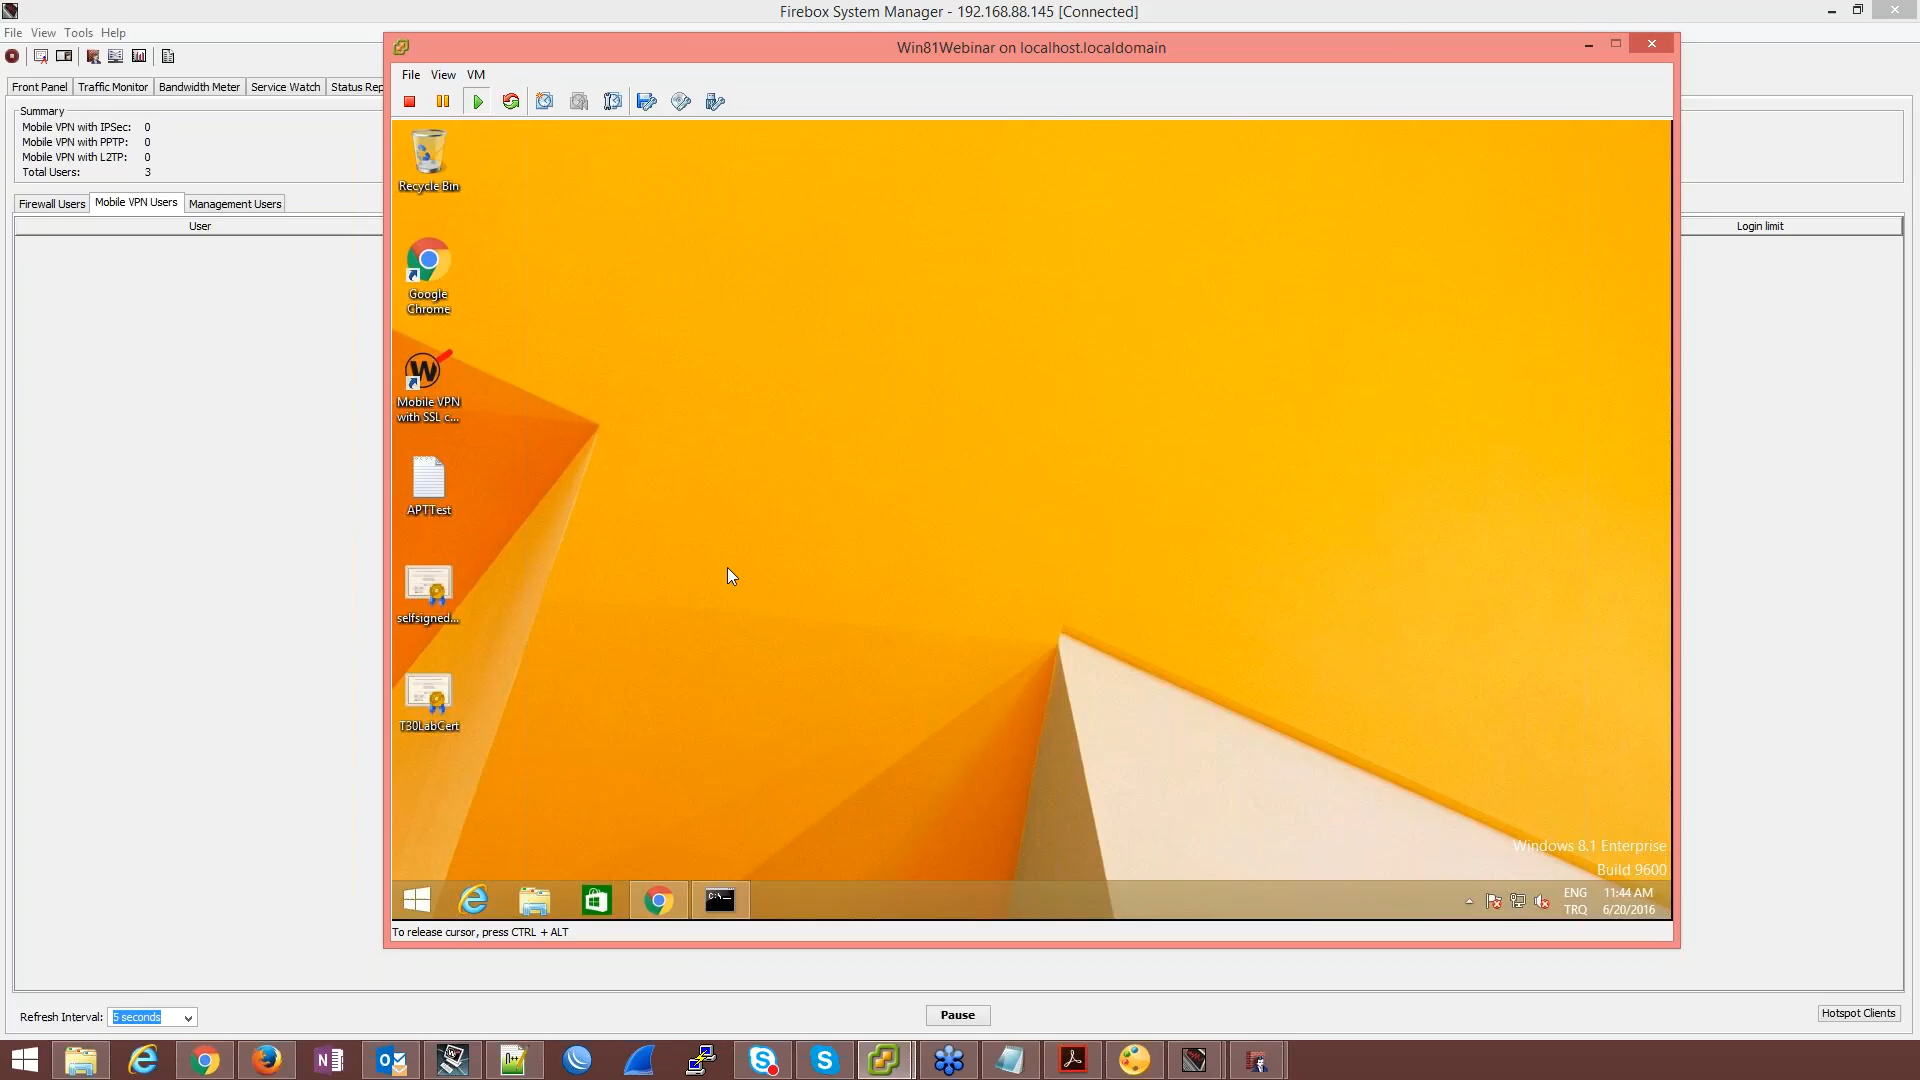 Firebox System Manager - 192.168.88.145 [Connected]
File View Tools Help
Front Panel Traffic Monitor Bandwidth Meter Service Watch Status Rep
Summary
Mobile VPN with IPSec: 0
Mobile VPN with PPTP: 0
Mobile VPN with L2TP: 0
Total Users: 3
Firewall Users Mobile VPN Users Management Users
User
Login limit
Win81Webinar on localhost.localdomain
File View VM
Recycle Bin
Google
Chrome
Mobile VPN
with SSL c...
APTTest
selfsigned...
T30LabCert
Windows 8.1 Enterprise
Build 9600
ENG 11:44 AM
TRQ 6/20/2016
To release cursor, press CTRL + ALT
Refresh Interval: 5 seconds
Pause
Hotspot Clients